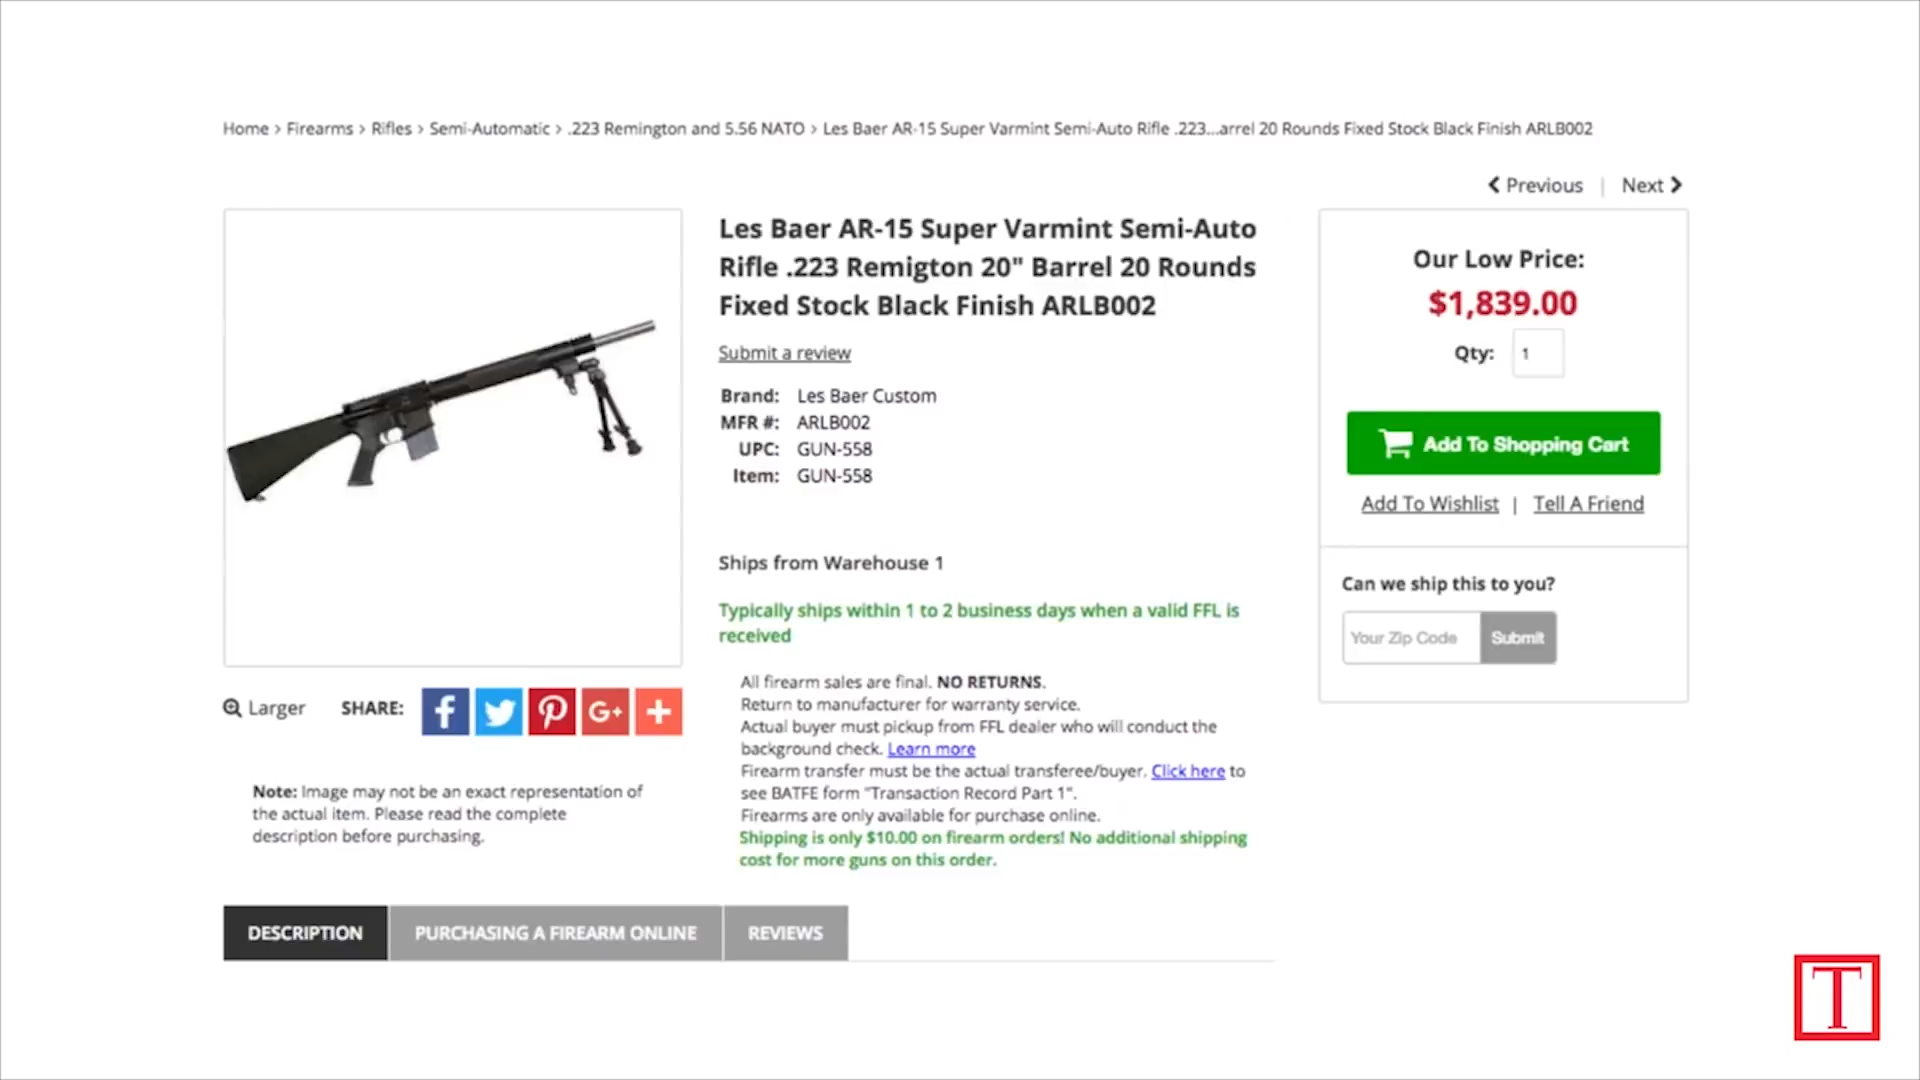 Home > Firearms > Rifles > Semi-Automatic > .223 Remington and 5.56 NATO > Les Baer AR-15 Super Varmint Semi-Auto Rifle .223...arrel 20 Rounds Fixed Stock Black Finish ARLB002
Previous | Next
Les Baer AR-15 Super Varmint Semi-Auto
Rifle .223 Remigton 20" Barrel 20 Rounds
Fixed Stock Black Finish ARLB002
Submit a review
Brand: Les Baer Custom
MFR #: ARLB002
UPC: GUN-558
Item: GUN-558
Ships from Warehouse 1
Typically ships within 1 to 2 business days when a valid FFL is
received
All firearm sales are final. NO RETURNS.
Return to manufacturer for warranty service.
Actual buyer must pickup from FFL dealer who will conduct the
background check. Learn more
Firearm transfer must be the actual transferee/buyer. Click here to
see BATFE form "Transaction Record Part 1".
Firearms are only available for purchase online.
Shipping is only $10.00 on firearm orders! No additional shipping
cost for more guns on this order.
Our Low Price:
$1,839.00
Qty: 1
Add To Shopping Cart
Add To Wishlist | Tell A Friend
Can we ship this to you?
Your Zip Code Submit
Larger SHARE: f G+ +
Note: Image may not be an exact representation of
the actual item. Please read the complete
description before purchasing.
DESCRIPTION PURCHASING A FIREARM ONLINE REVIEWS
T